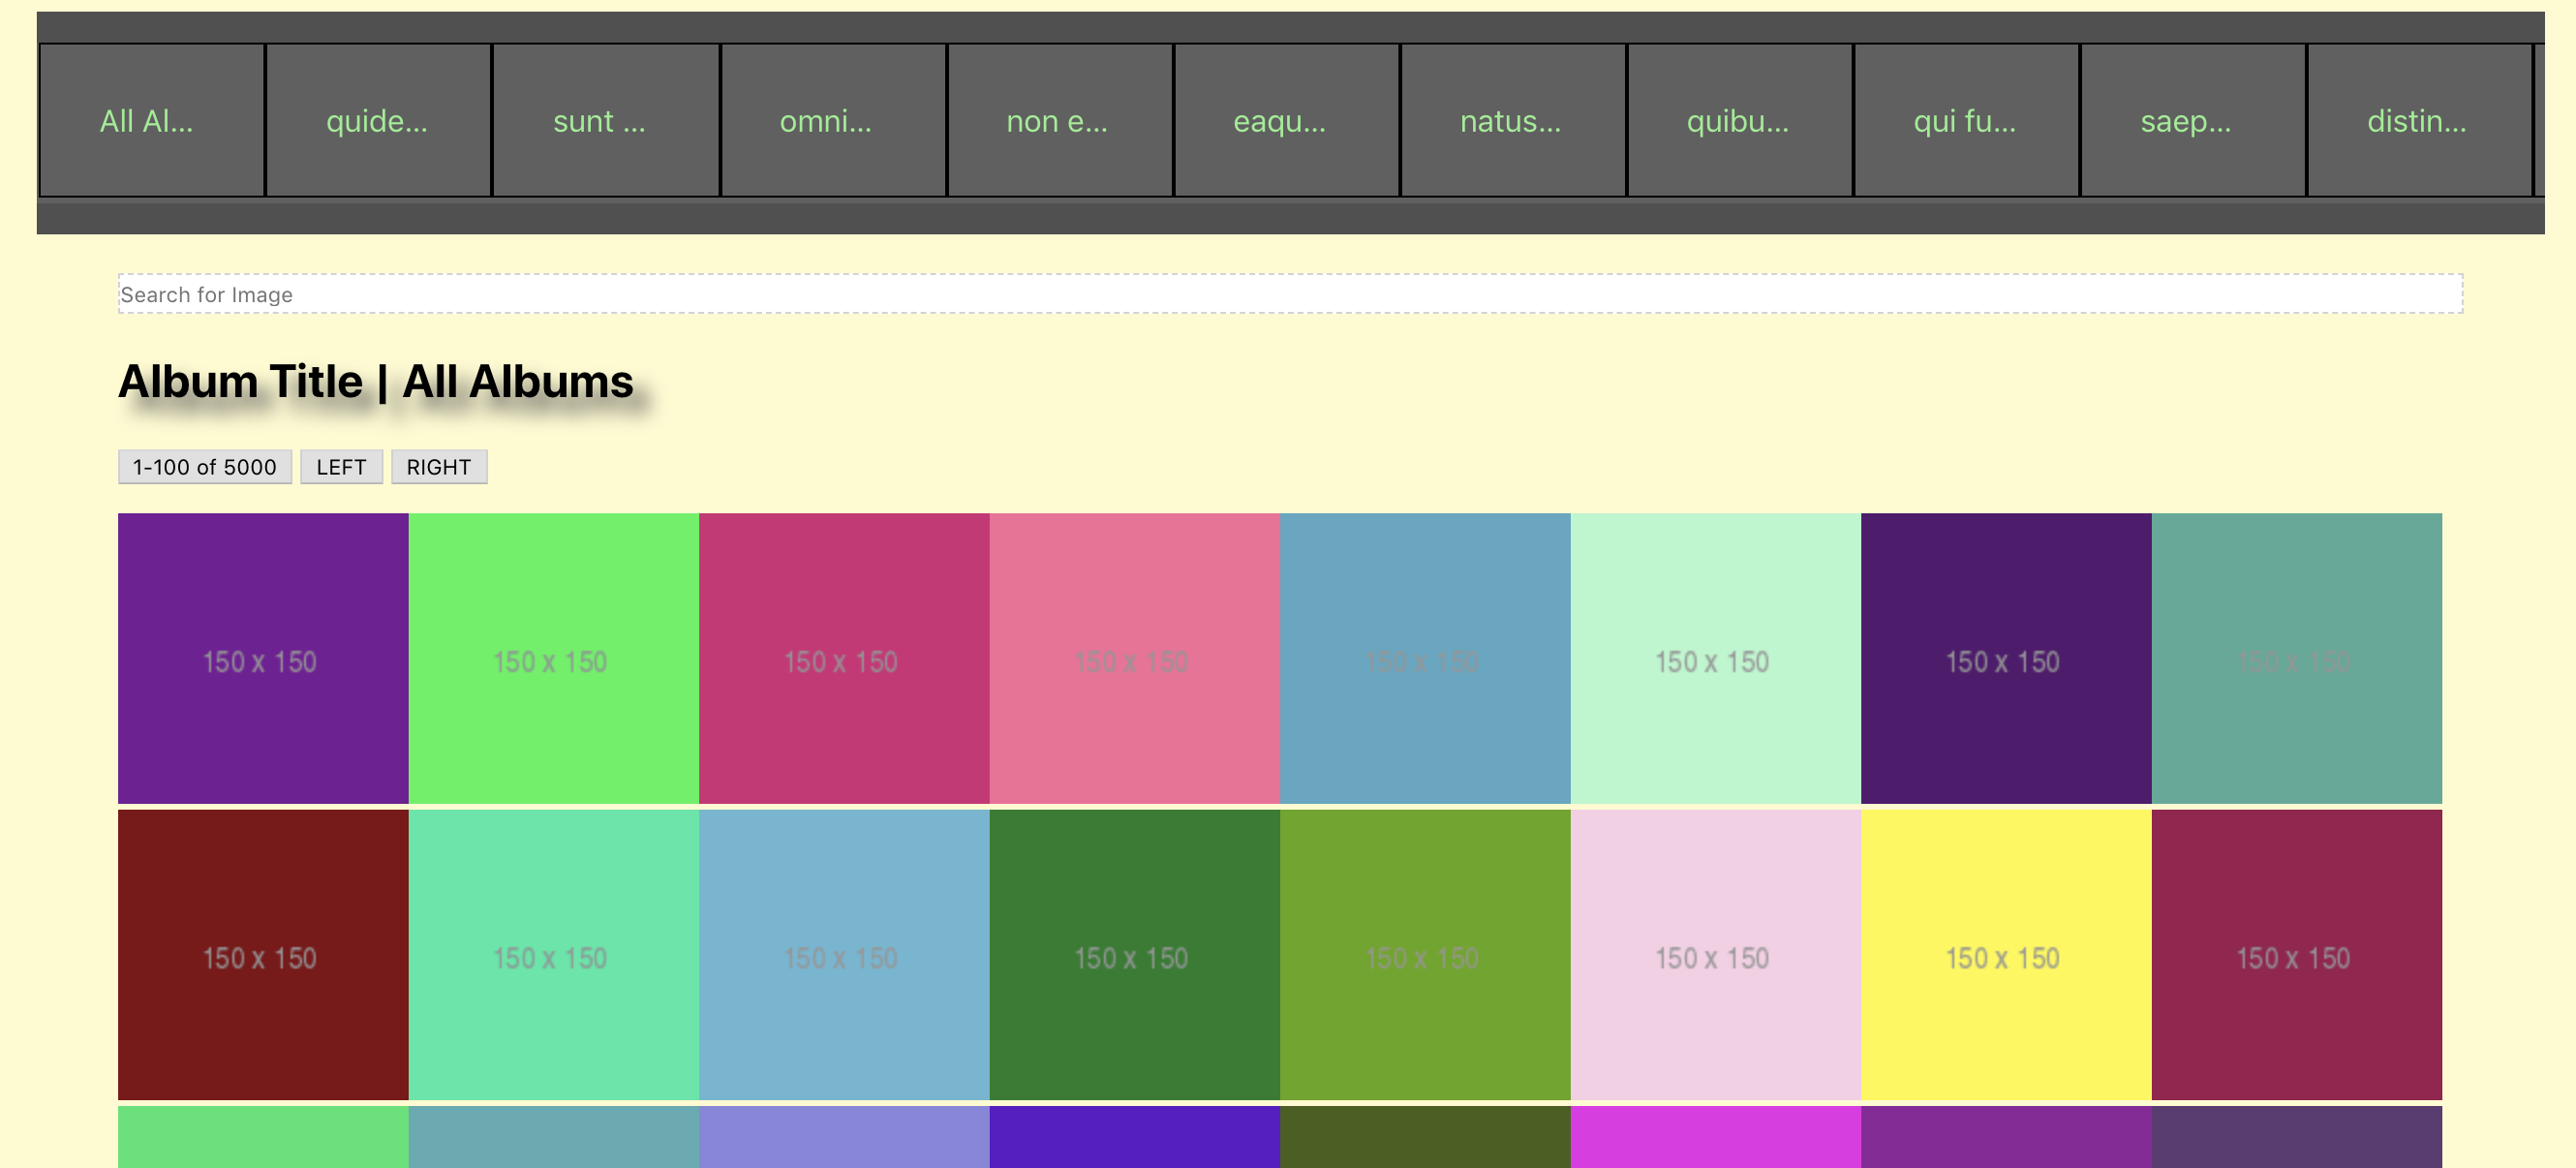 All Al... quide... sunt ... omni... non e... eaqu... natus... quibu... qui fu... saep... distin...
Search for Image
Album Title | All Albums
1-100 of 5000 LEFT RIGHT
150 x 150 150 x 150 150 x 150 150 x 150 150 x 150 150 x 150 150 x 150 150 x 150
150 x 150 150 x 150 150 x 150 150 x 150 150 x 150 150 x 150 150 x 150 150 x 150